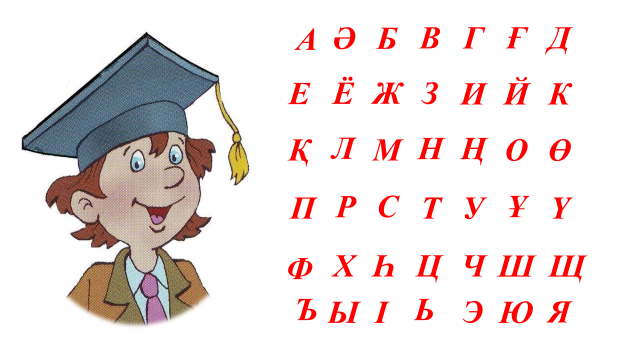 А Ә Б В Г Ғ Д
Е Ё Ж З И Й К
Қ Л М Н Ң О Ө
П Р С Т У Ұ Ү
Ф Х Һ Ц Ч Ш Щ
Ъ Ы І Ь Э Ю Я